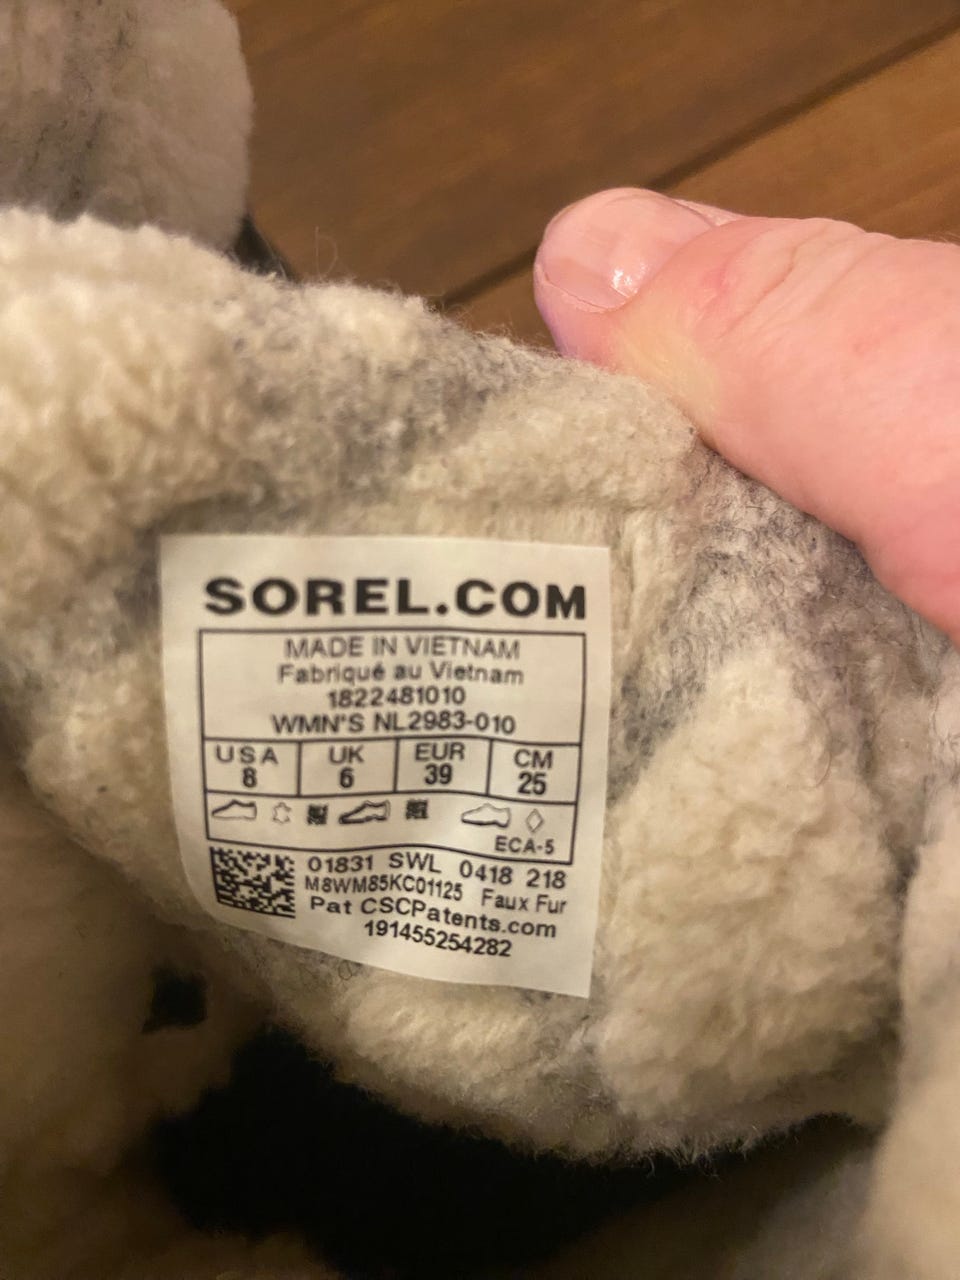 SOREL.COM
MADE IN VIETNAM
Fabriqué au Vietnam
1822481010
WMN'S NL2983-010
USA UK EUR CM
8 6 39 25
ECA-5
01831 SWL 0418 218
M8WM85KC01125 Faux Fur
Pat CSCPatents.com
191455254282